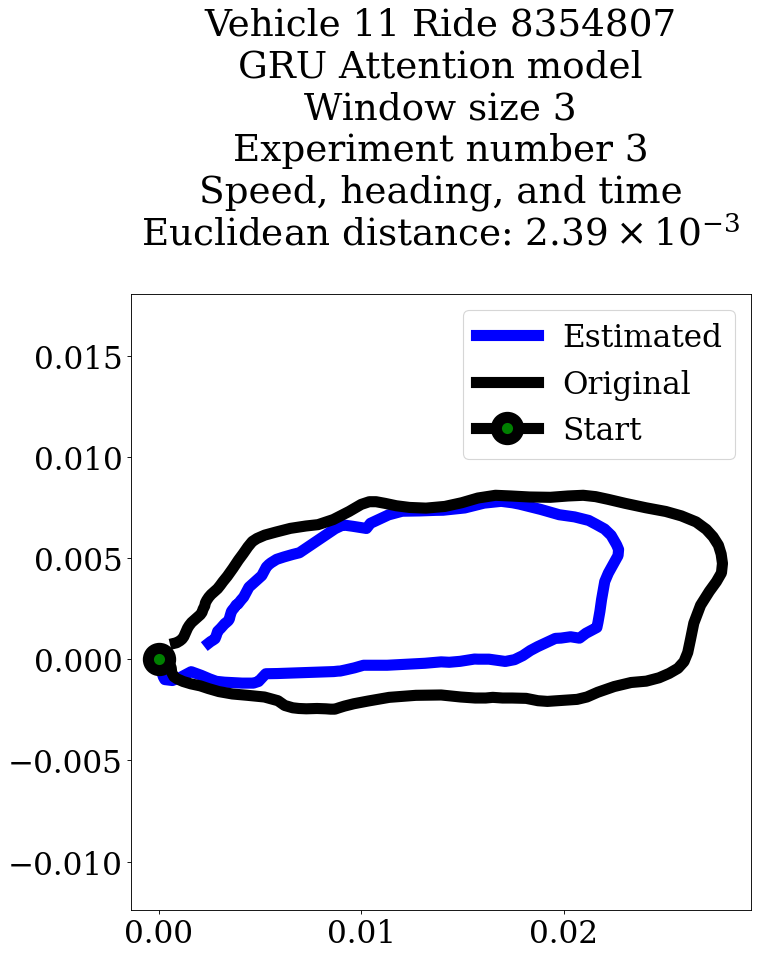 Vehicle 11 Ride 8354807
GRU Attention model
Window size 3
Experiment number 3
Speed, heading, and time
Euclidean distance: 2.39 × 10⁻³
Estimated
Original
Start
0.015
0.010
0.005
0.000
−0.005
−0.010
0.00 0.01 0.02